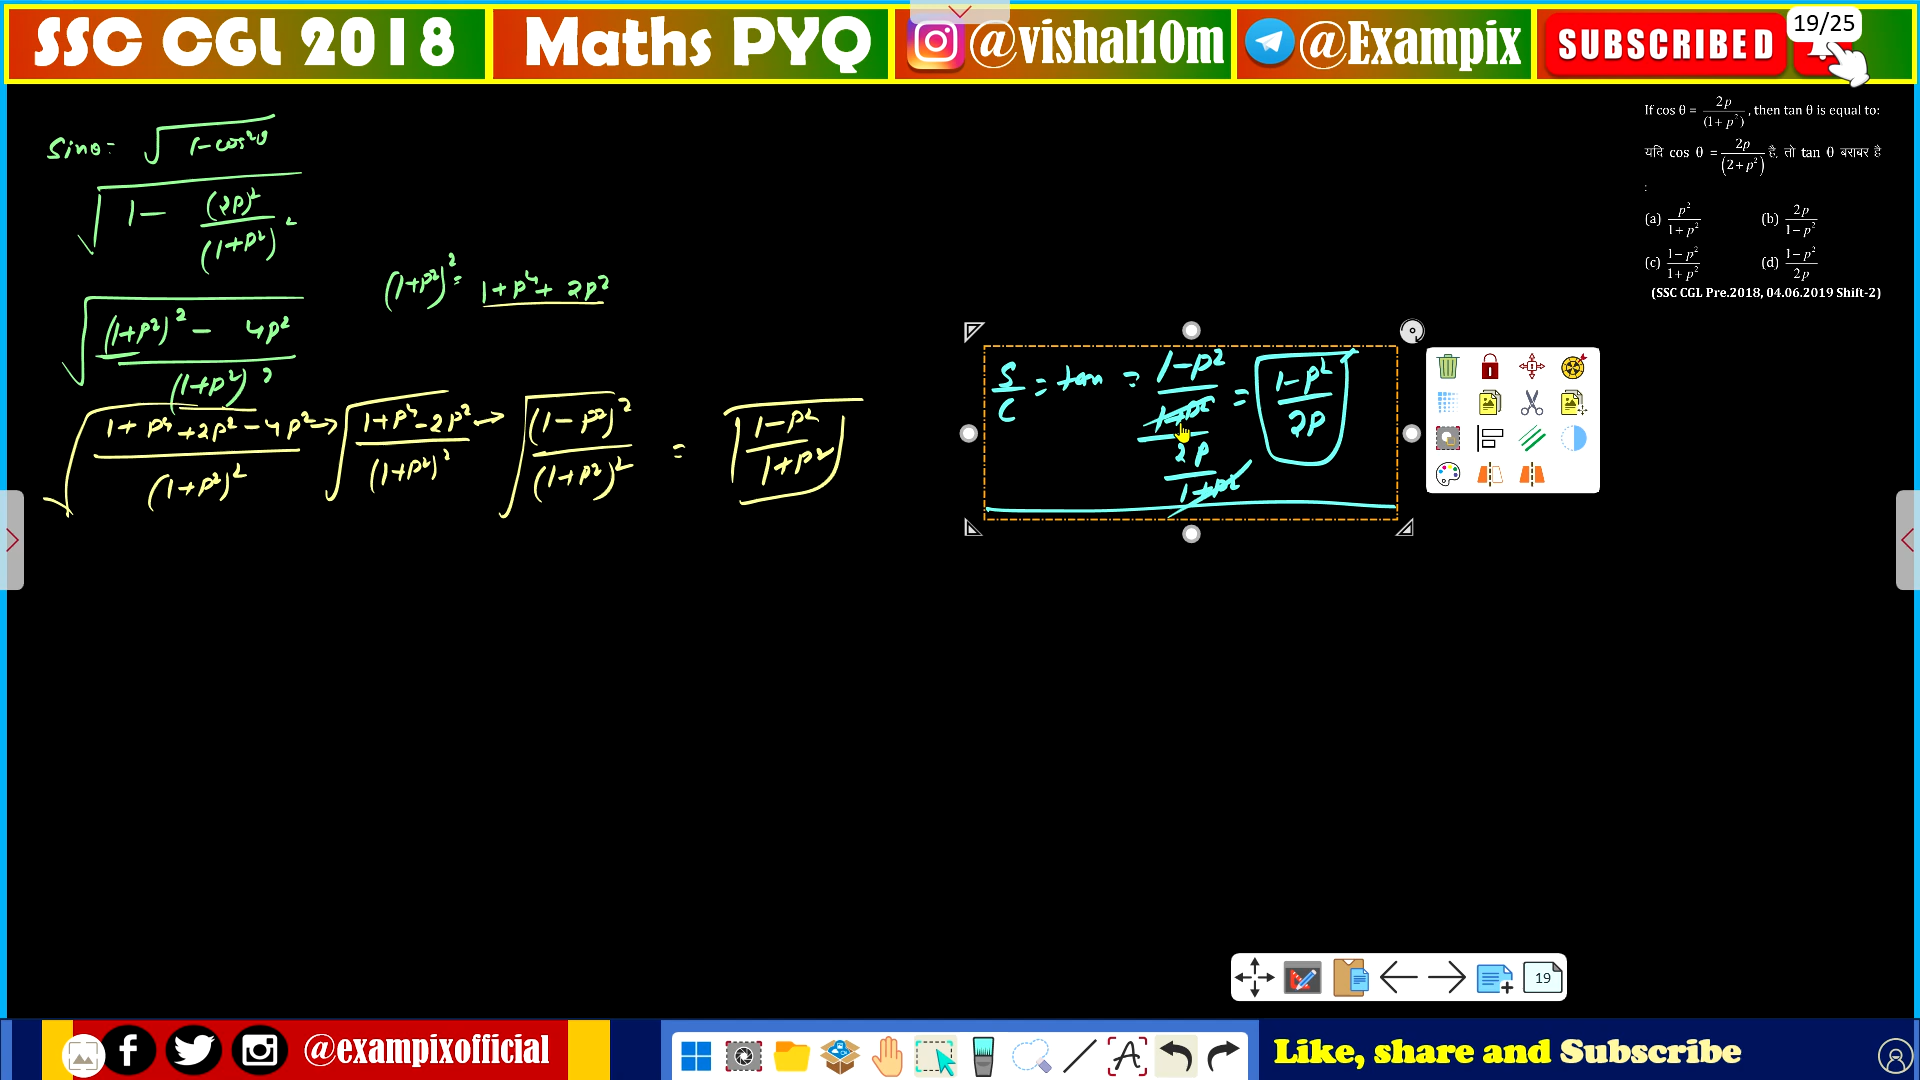 SSC CGL 2018
Maths PYQ
@vishal10m
@Exampix
SUBSCRIBED
19/25
If cos θ = 2p/(1+p²), then tan θ is equal to:
यदि cos θ = 2p/(2+p²) है, तो tan θ बराबर है
:
(a) p²/1+p² (b) 2p/1−p²
(c) 1−p²/1+p² (d) 1−p²/2p
(SSC CGL Pre.2018, 04.06.2019 Shift-2)
Sinθ = √1-cos²θ
√1 − (2p)²/(1+p²)²
(1+p²)² = 1+p⁴+2p²
√(1+p²)² − 4p²/(1+p²)²
√1+p⁴+2p²−4p²/(1+p²)² → √1+p⁴−2p²/(1+p²)² → √(1−p²)²/(1+p²)² = 1−p²/1+p²
S/C = tan = 1−p²/1+p²/2p/1+p² = 1−p²/2p
19
@exampixofficial
Like, share and Subscribe